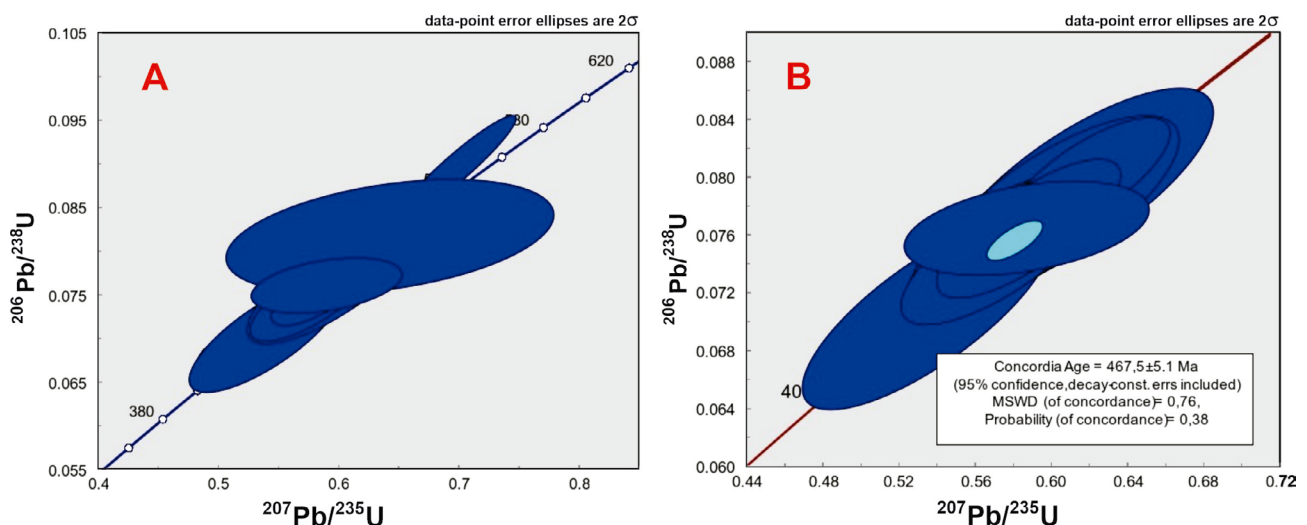 data-point error ellipses are 2σ
A
0.105
0.095
0.085
0.075
0.065
0.055
620
380
0.4
0.5
0.6
0.7
0.8
206Pb/238U
207Pb/235U
data-point error ellipses are 2σ
B
0.088
0.084
0.080
0.076
0.072
0.068
0.064
0.060
40
Concordia Age = 467,5±5.1 Ma
(95% confidence,decay-const. errs included)
MSWD (of concordance)= 0,76,
Probability (of concordance)= 0,38
0.44
0.48
0.52
0.56
0.60
0.64
0.68
0.72
206Pb/238U
207Pb/235U